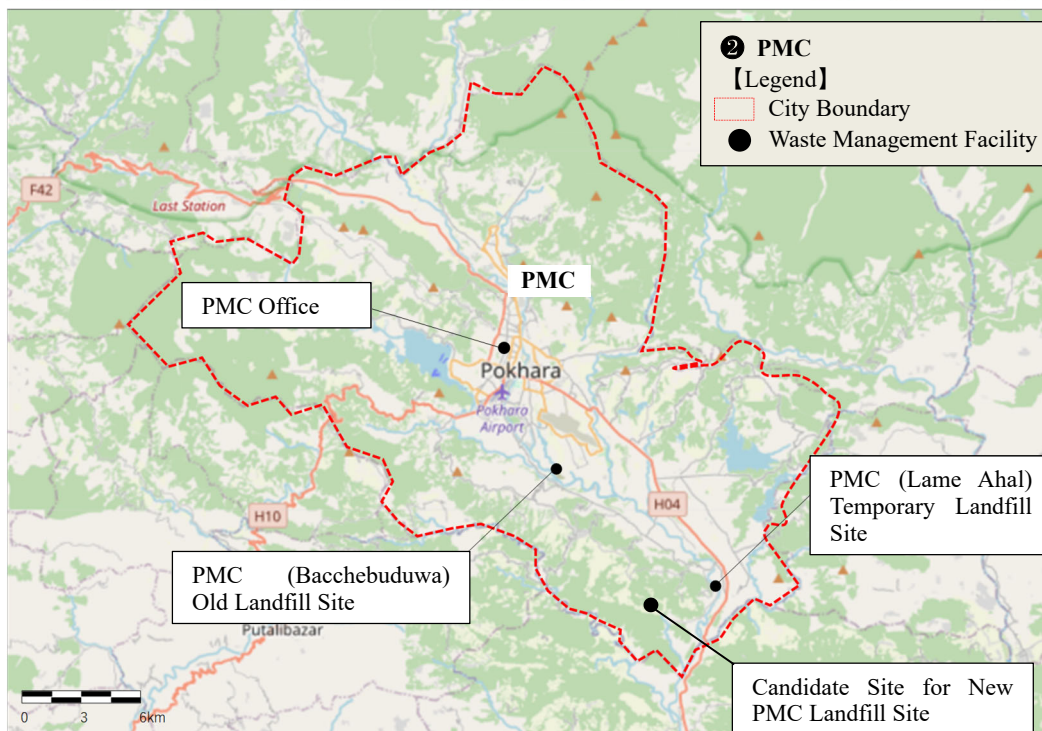 ❷ PMC
【Legend】
City Boundary
Waste Management Facility
F42
Last Station
PMC
PMC Office
Pokhara
Pokhara
Airport
PMC (Lame Ahal)
Temporary Landfill
Site
H04
H10
PMC (Bacchebuduwa)
Old Landfill Site
Putalibazar
Candidate Site for New
PMC Landfill Site
0 3 6km